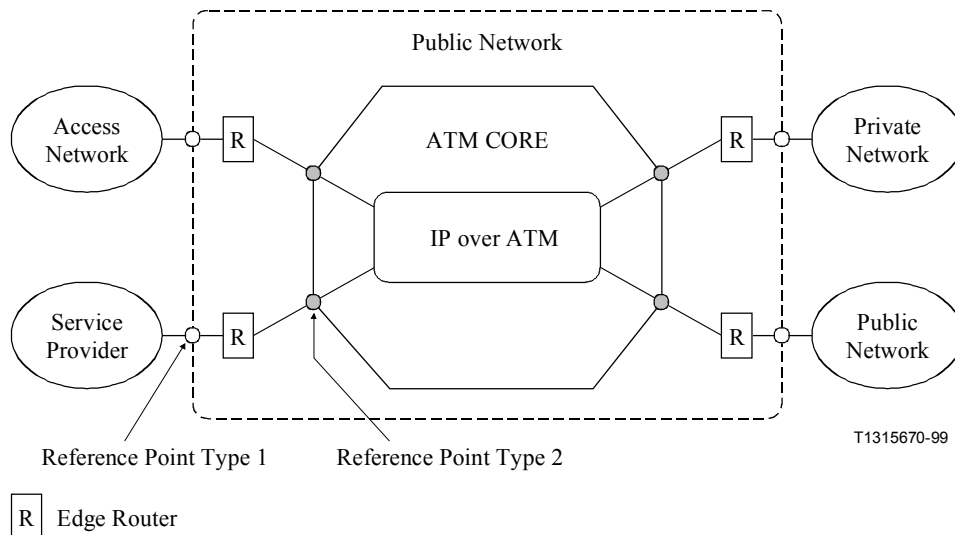 Public Network
Access
Network
R
ATM CORE
R
Private
Network
IP over ATM
Service
Provider
R
R
Public
Network
T1315670-99
Reference Point Type 1
Reference Point Type 2
R Edge Router